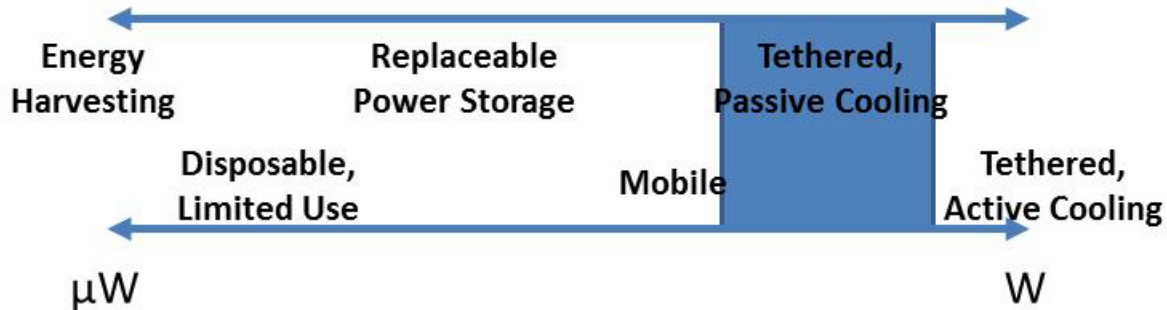 Energy
Harvesting
Replaceable
Power Storage
Tethered,
Passive Cooling
Disposable,
Limited Use
Mobile
Tethered,
Active Cooling
μW
W